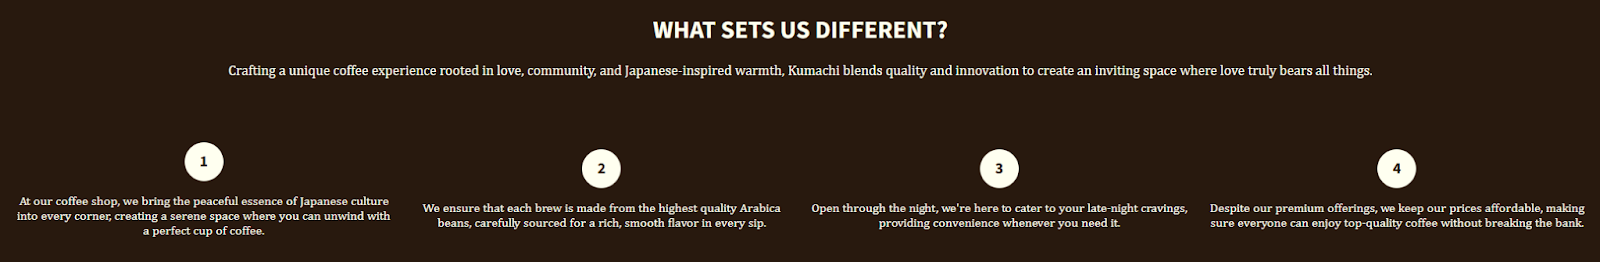 WHAT SETS US DIFFERENT?
Crafting a unique coffee experience rooted in love, community, and Japanese-inspired warmth, Kumachi blends quality and innovation to create an inviting space where love truly bears all things.
1
At our coffee shop, we bring the peaceful essence of Japanese culture
into every corner, creating a serene space where you can unwind with
a perfect cup of coffee.
2
We ensure that each brew is made from the highest quality Arabica
beans, carefully sourced for a rich, smooth flavor in every sip.
3
Open through the night, we're here to cater to your late-night cravings,
providing convenience whenever you need it.
4
Despite our premium offerings, we keep our prices affordable, making
sure everyone can enjoy top-quality coffee without breaking the bank.